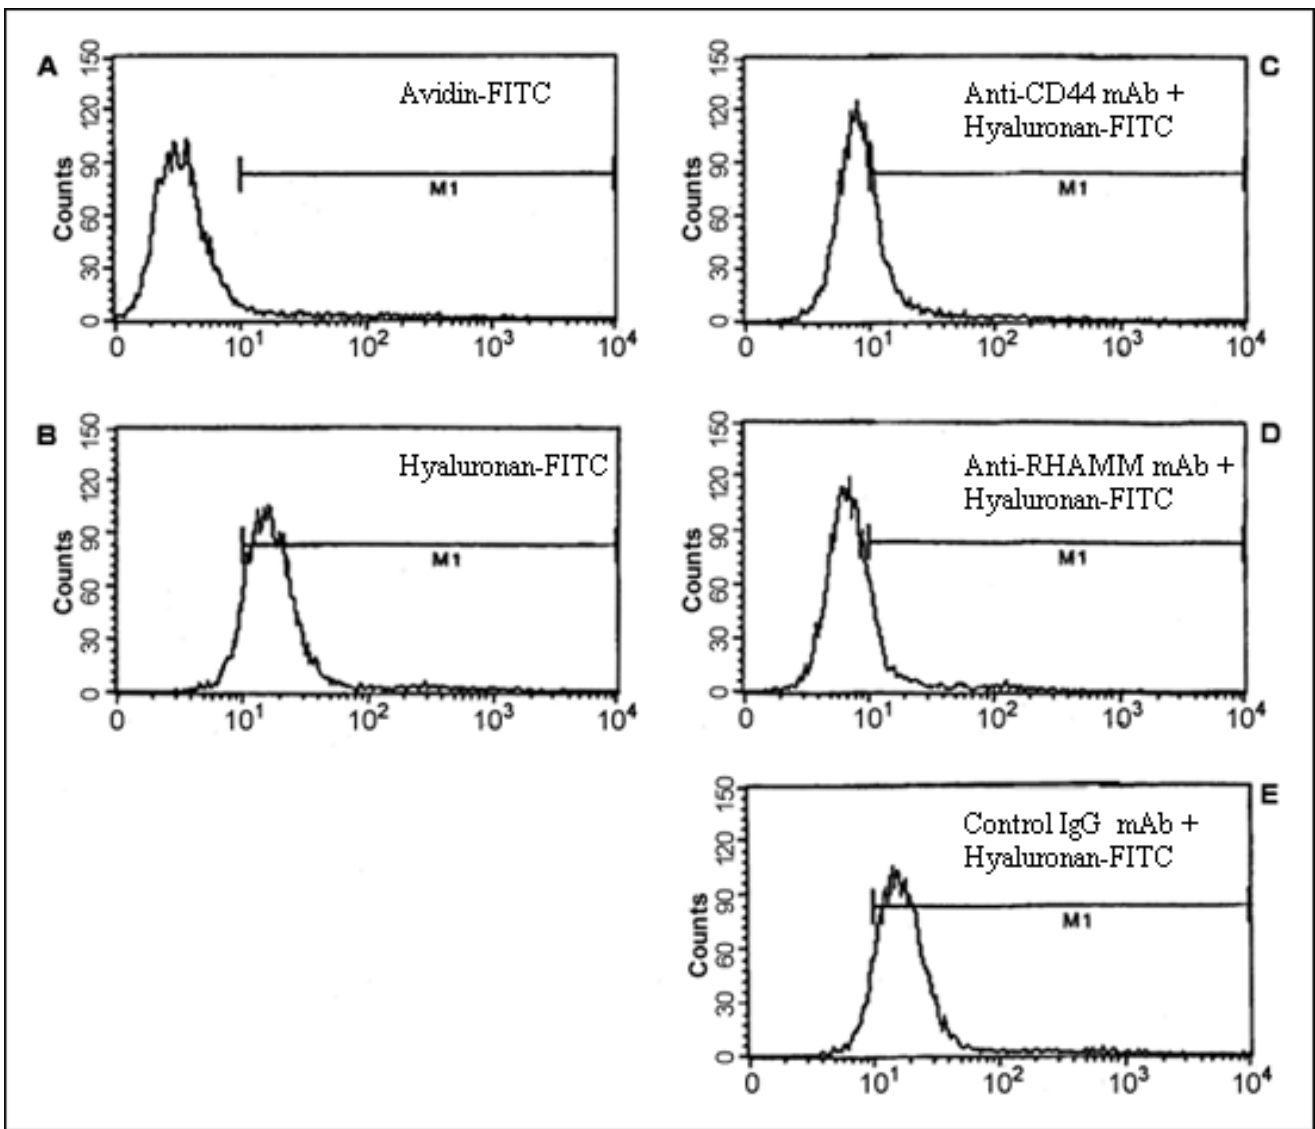 A
Avidin-FITC
M1
Counts
0 30 60 90 120 150
0 10¹ 10² 10³ 10⁴
B
Hyaluronan-FITC
M1
Counts
0 30 60 90 120 150
0 10¹ 10² 10³ 10⁴
C
Anti-CD44 mAb +
Hyaluronan-FITC
M1
Counts
0 30 60 90 120 150
0 10¹ 10² 10³ 10⁴
D
Anti-RHAMM mAb +
Hyaluronan-FITC
M1
Counts
0 30 60 90 120 150
0 10¹ 10² 10³ 10⁴
E
Control IgG mAb +
Hyaluronan-FITC
M1
Counts
0 30 60 90 120 150
0 10¹ 10² 10³ 10⁴